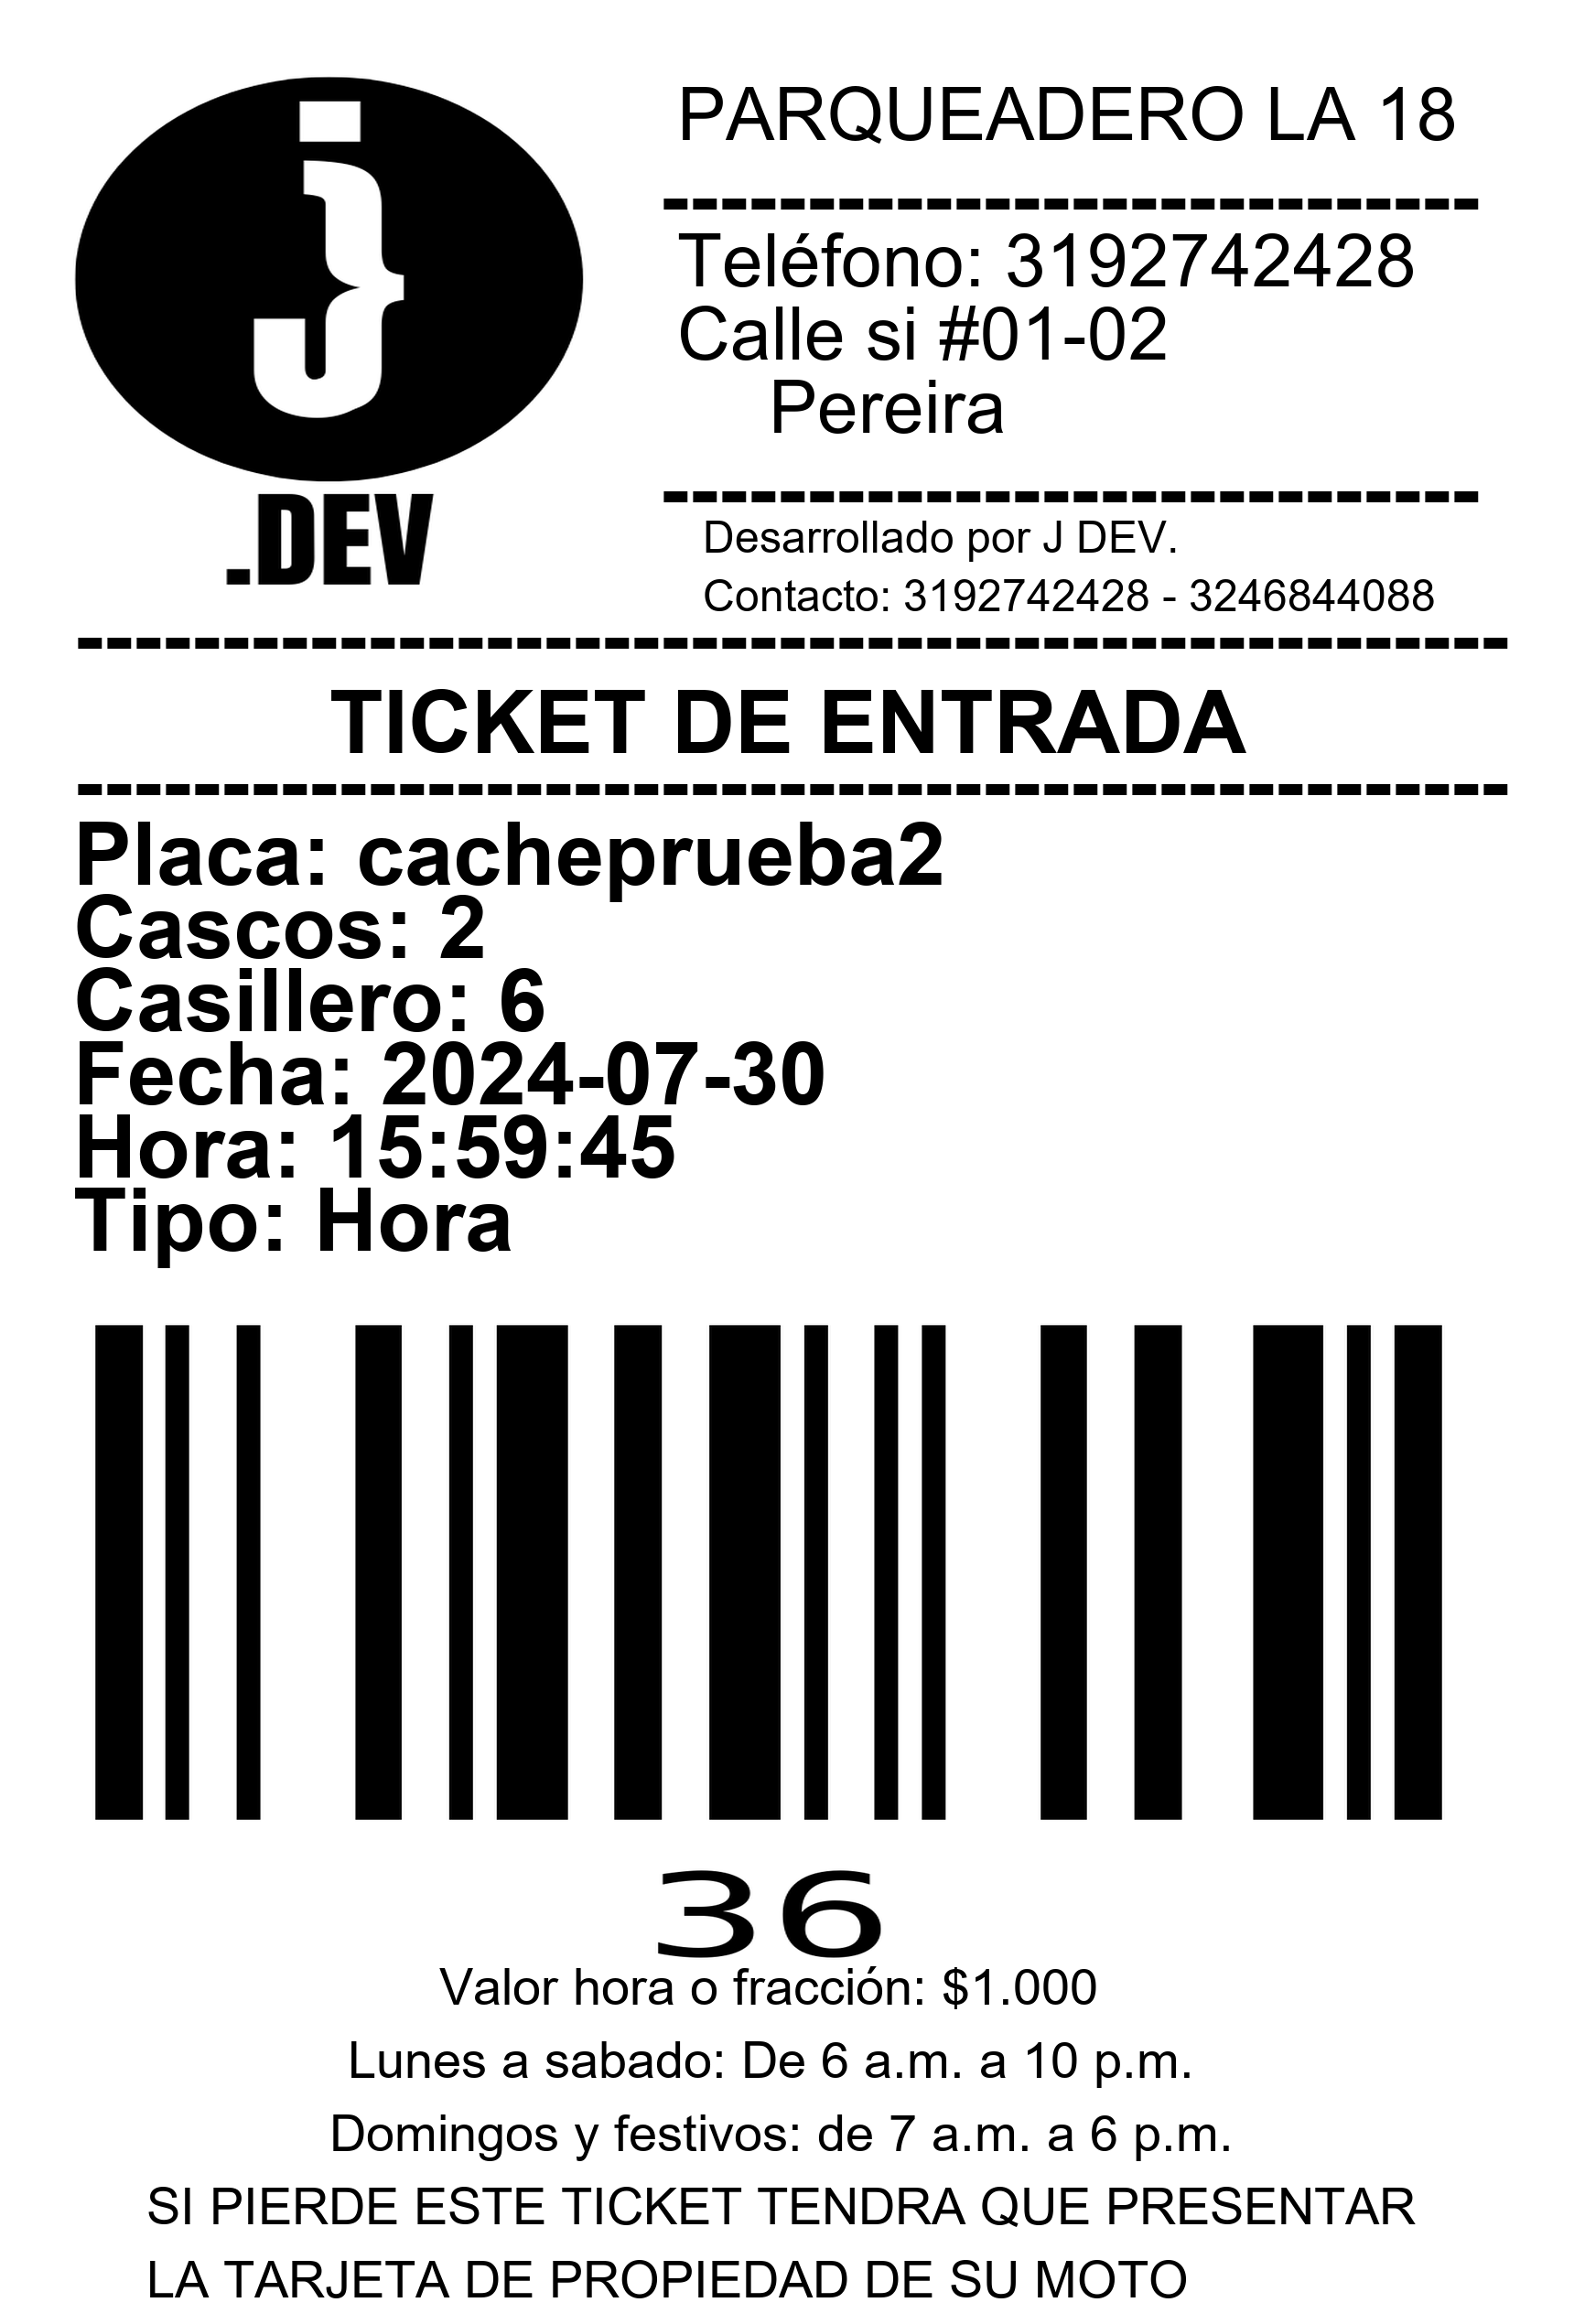 j
.DEV
PARQUEADERO LA 18
----------------------------
Teléfono: 3192742428
Calle si #01-02
Pereira
----------------------------
Desarrollado por J DEV.
Contacto: 3192742428 - 3246844088
-------------------------------------------------
TICKET DE ENTRADA
-------------------------------------------------
Placa: cacheprueba2
Cascos: 2
Casillero: 6
Fecha: 2024-07-30
Hora: 15:59:45
Tipo: Hora
36
Valor hora o fracción: $1.000
Lunes a sabado: De 6 a.m. a 10 p.m.
Domingos y festivos: de 7 a.m. a 6 p.m.
SI PIERDE ESTE TICKET TENDRA QUE PRESENTAR
LA TARJETA DE PROPIEDAD DE SU MOTO